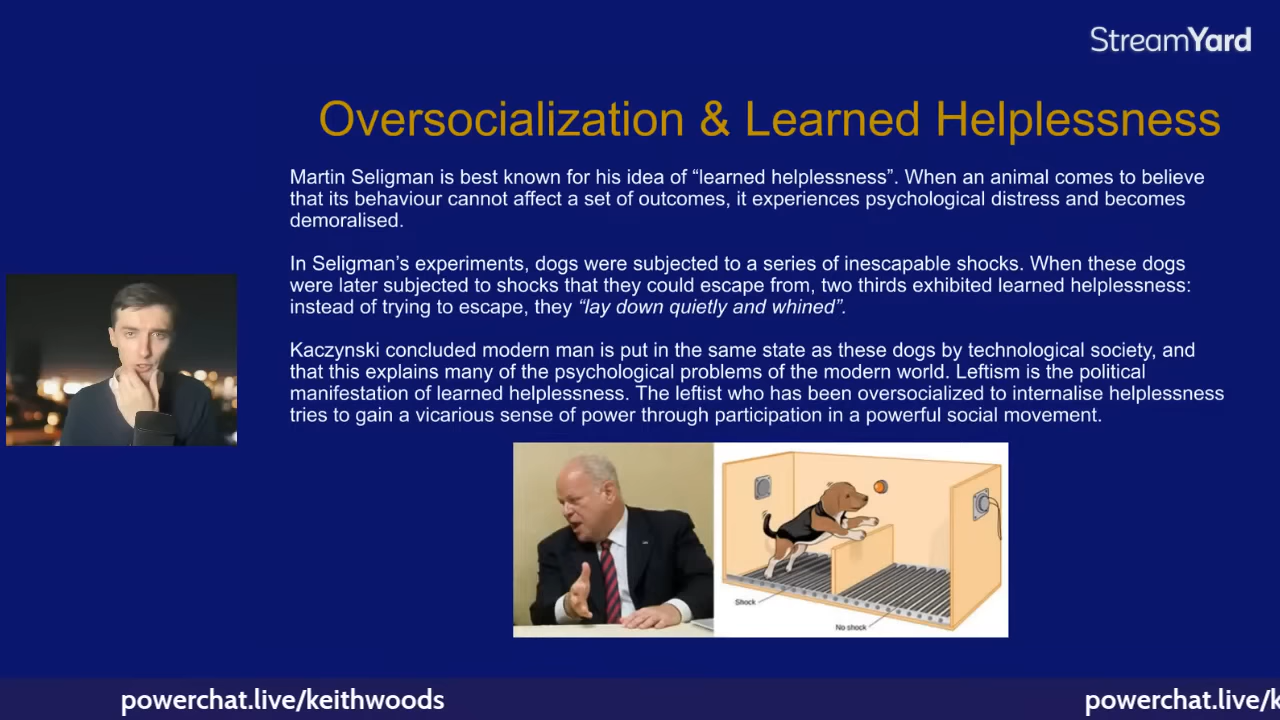 StreamYard
Oversocialization & Learned Helplessness
Martin Seligman is best known for his idea of “learned helplessness”. When an animal comes to believe
that its behaviour cannot affect a set of outcomes, it experiences psychological distress and becomes
demoralised.
In Seligman’s experiments, dogs were subjected to a series of inescapable shocks. When these dogs
were later subjected to shocks that they could escape from, two thirds exhibited learned helplessness:
instead of trying to escape, they “lay down quietly and whined”.
Kaczynski concluded modern man is put in the same state as these dogs by technological society, and
that this explains many of the psychological problems of the modern world. Leftism is the political
manifestation of learned helplessness. The leftist who has been oversocialized to internalise helplessness
tries to gain a vicarious sense of power through participation in a powerful social movement.
Shock
No shock
powerchat.live/keithwoods
powerchat.live/k